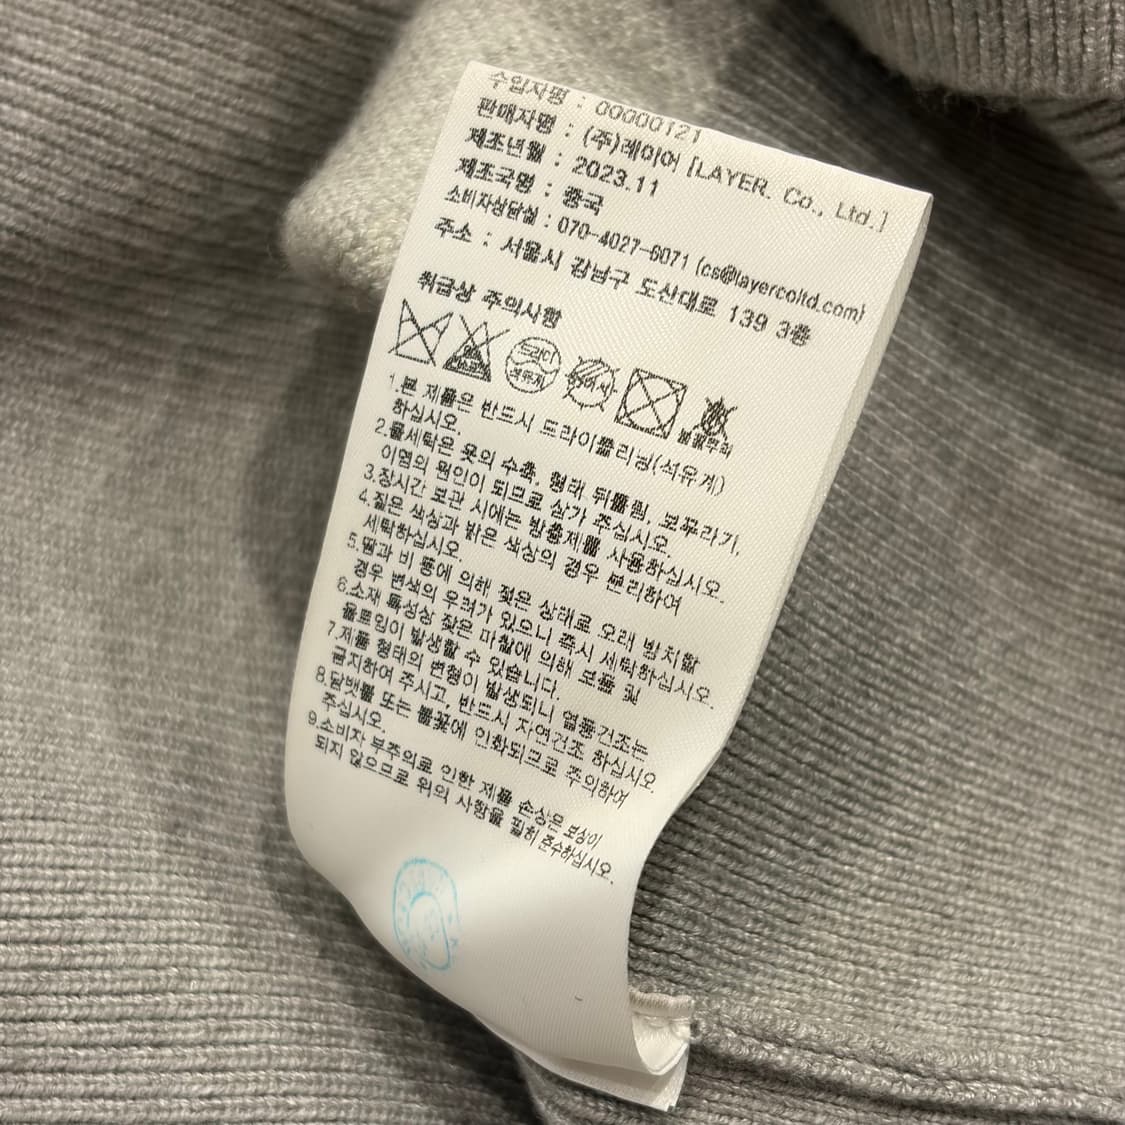 수입자명 : 00000121
판매자명 : (주)레이어 [LAYER. Co., Ltd.]
제조년월 : 2023.11
제조국명 : 중국
소비자상담실 : 070-4027-6071 (cs@layercoltd.com)
주소 : 서울시 강남구 도산대로 139 3층
취급상 주의사항
드라이
석유계
물꽃무리
1.본 제품은 반드시 드라이클리닝(석유계)
하십시오.
2.물세탁은 옷의 수축, 형태 뒤틀림, 보푸라기,
이염의 원인이 되므로 삼가 주십시오.
3.장시간 보관 시에는 방충제를 사용하십시오.
4.짙은 색상과 밝은 색상의 경우 분리하여
세탁하십시오.
5.땀과 비 등에 의해 젖은 상태로 오래 방치할
경우 변색의 우려가 있으니 즉시 세탁하십시오.
6.소재 특성상 잦은 마찰에 의해 보풀 및
올트임이 발생할 수 있습니다.
7.제품 형태의 변형이 발생되니 열풍건조는
금지하여 주시고, 반드시 자연건조 하십시오.
8.담뱃불 또는 불꽃에 인화되므로 주의하여
주십시오.
9.소비자 부주의로 인한 제품 손상은 보상이
되지 않으므로 위의 사항을 필히 준수하십시오.